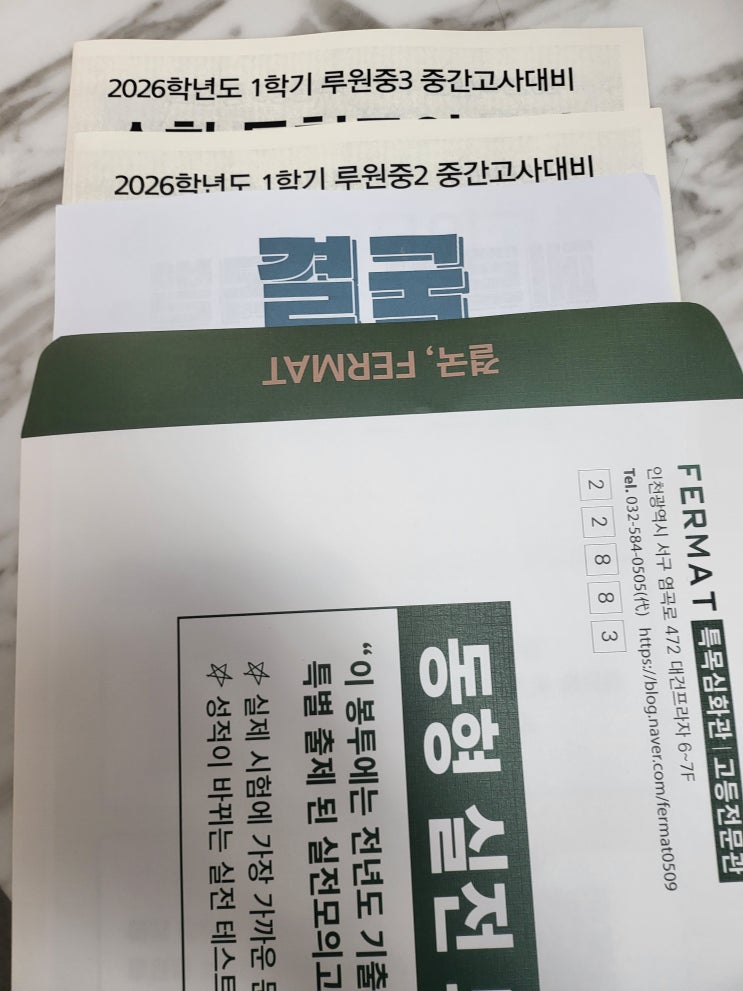 2026학년도 1학기 루원중3 중간고사대비
2026학년도 1학기 루원중2 중간고사대비
결국
결국, FERMAT
FERMAT 특목심화관 | 고등전문관
인천광역시 서구 염곡로 472 대건프라자 6~7F
Tel. 032-584-0505(代) https://blog.naver.com/fermat0509
2 2 8 8 3
동형 실전
“이 봉투에는 전년도 기출
특별 출제 된 실전모의고
☆ 실제 시험에 가장 가까운
☆ 성적이 바뀌는 실전 테스트